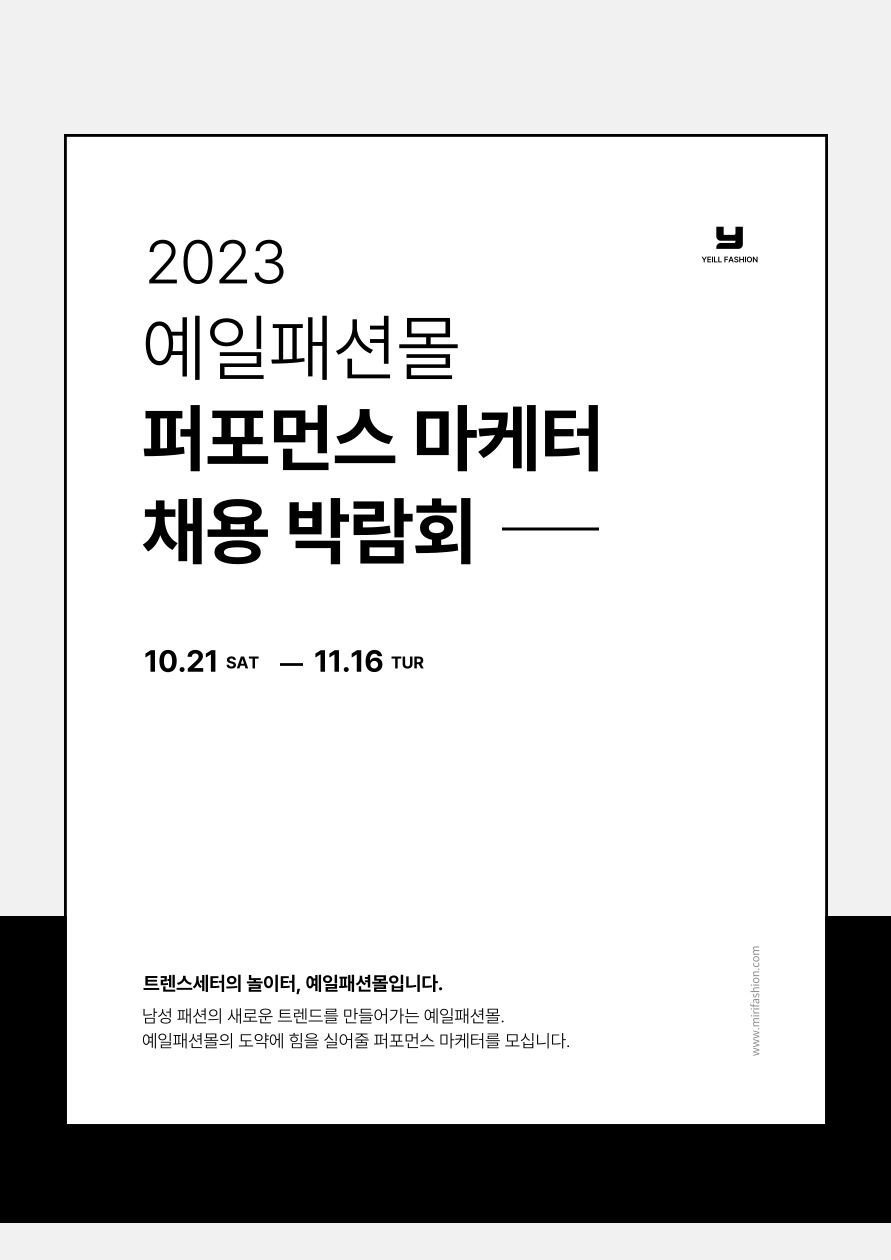 2023
YEILL FASHION
예일패션몰
퍼포먼스 마케터
채용 박람회
10.21 SAT — 11.16 TUR
트렌스세터의 놀이터, 예일패션몰입니다.
남성 패션의 새로운 트렌드를 만들어가는 예일패션몰.
예일패션몰의 도약에 힘을 실어줄 퍼포먼스 마케터를 모십니다.
www.mirifashion.com